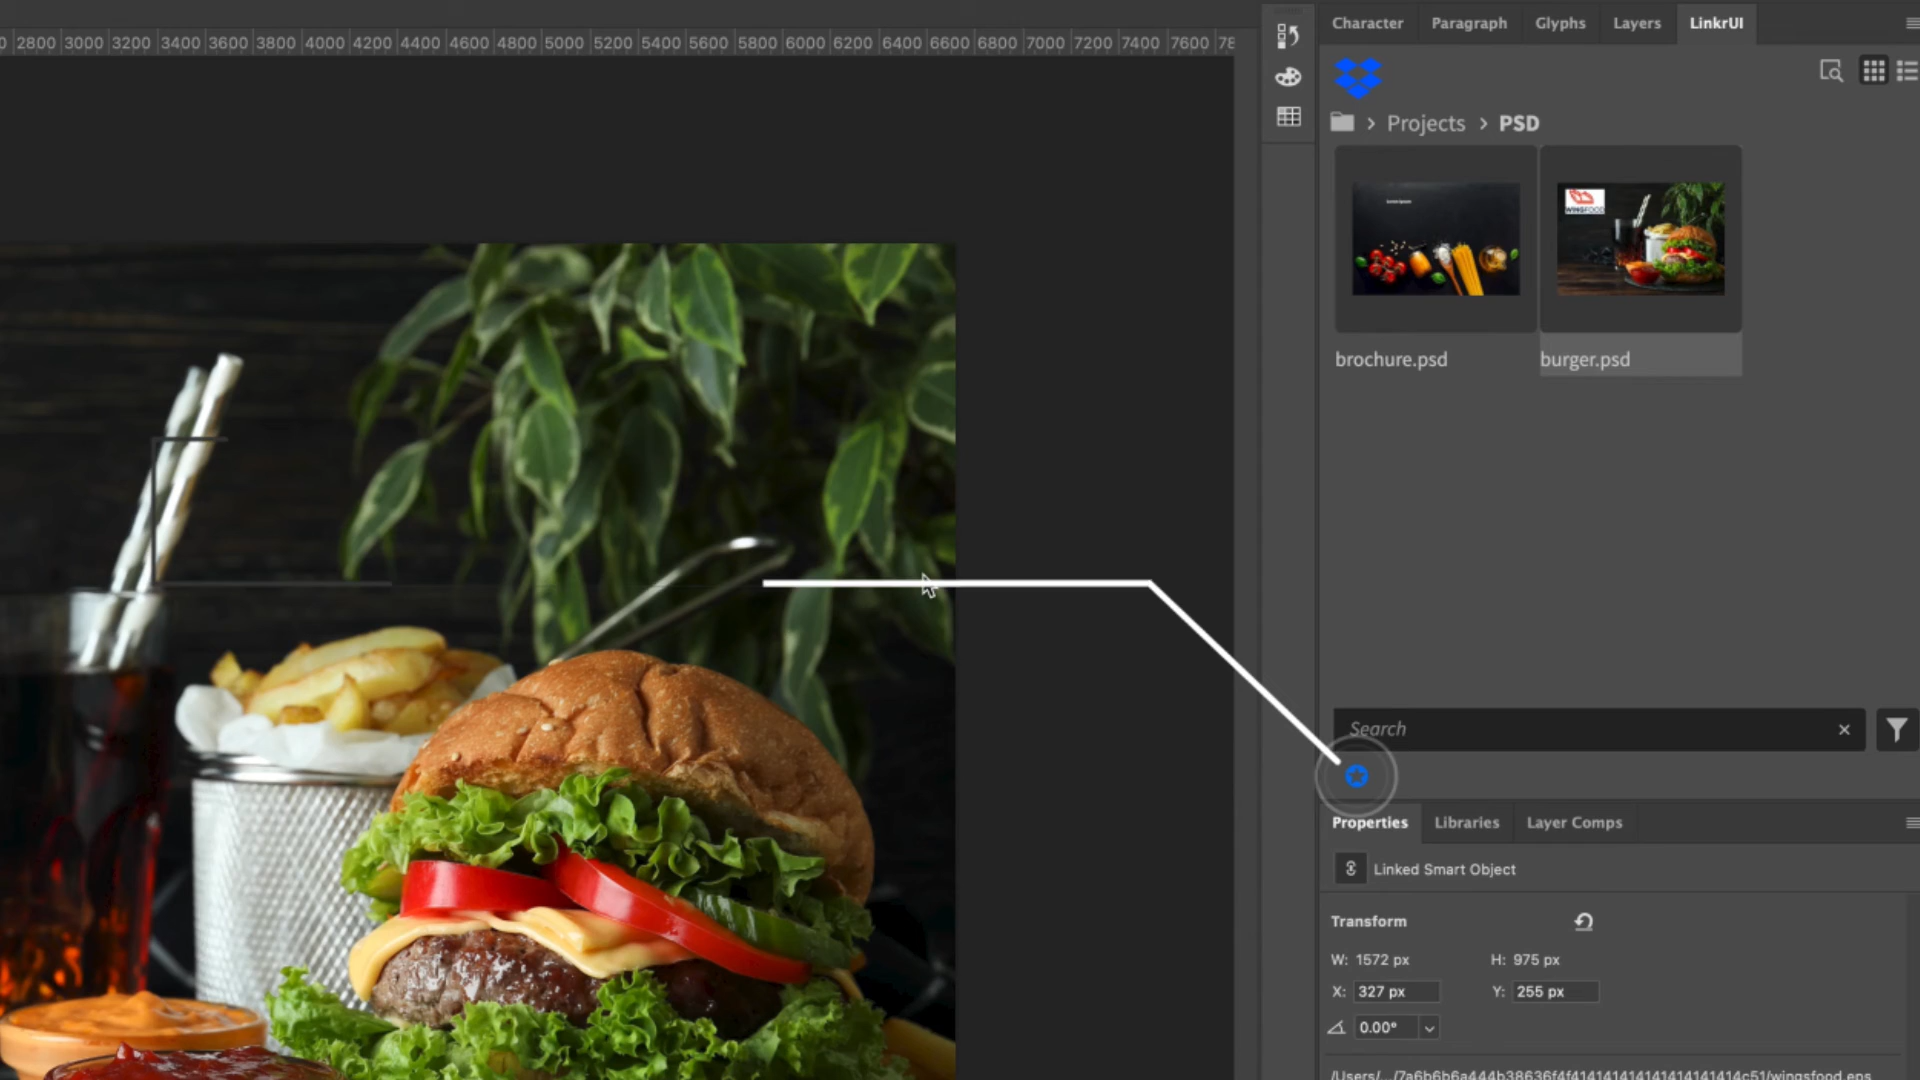 0 2800 3000 3200 3400 3600 3800 4000 4200 4400 4600 4800 5000 5200 5400 5600 5800 6000 6200 6400 6600 6800 7000 7200 7400 7600 78
Character Paragraph Glyphs Layers LinkrUI
> Projects > PSD
brochure.psd burger.psd
Search
Properties Libraries Layer Comps
Linked Smart Object
Transform
W: 1572 px H: 975 px
X: 327 px Y: 255 px
0.00°